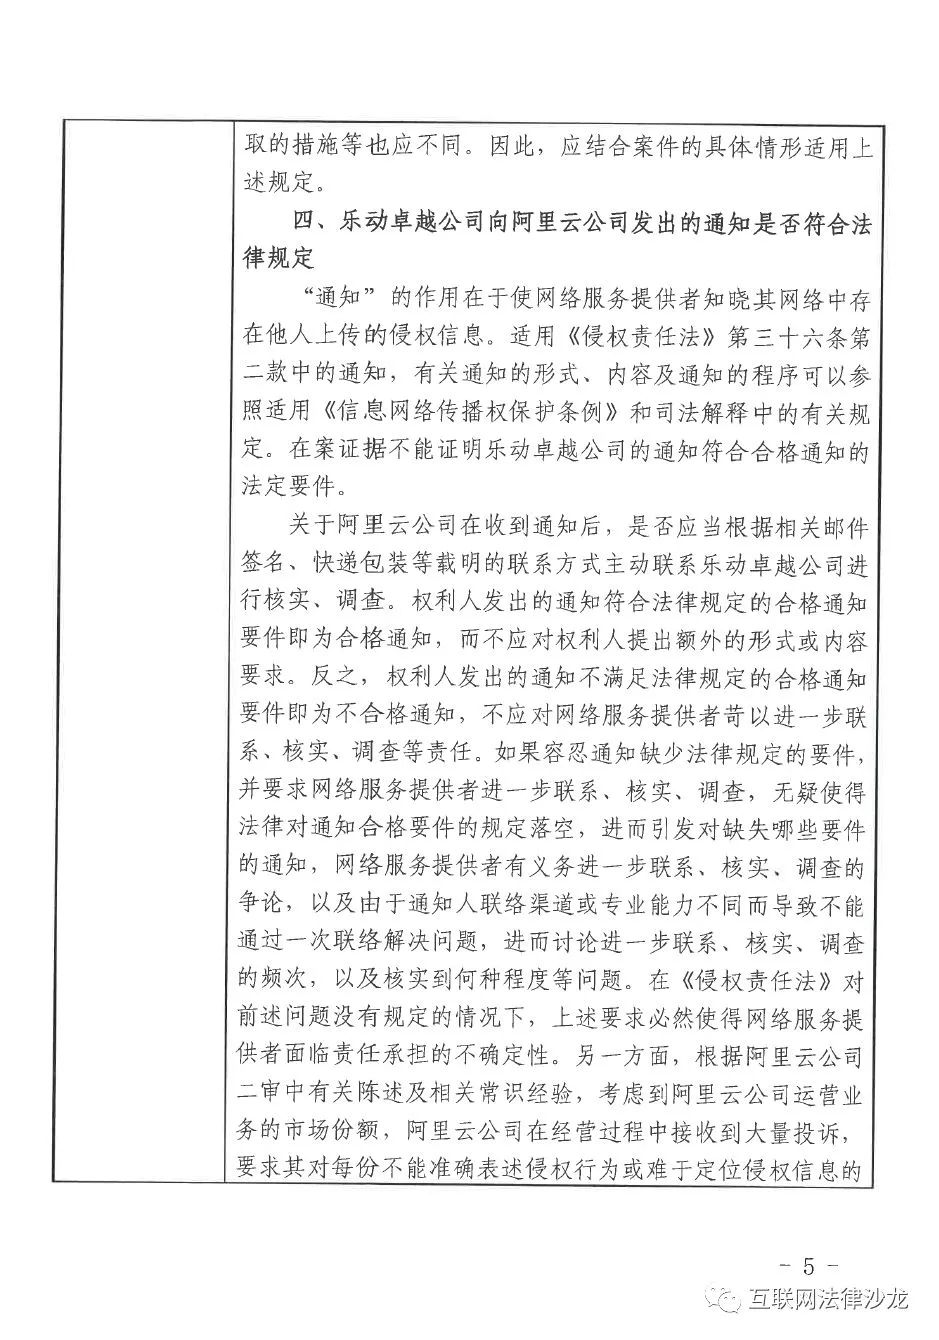 取的措施等也应不同。因此，应结合案件的具体情形适用上
述规定。
四、乐动卓越公司向阿里云公司发出的通知是否符合法
律规定
“通知”的作用在于使网络服务提供者知晓其网络中存
在他人上传的侵权信息。适用《侵权责任法》第三十六条第
二款中的通知，有关通知的形式、内容及通知的程序可以参
照适用《信息网络传播权保护条例》和司法解释中的有关规
定。在案证据不能证明乐动卓越公司的通知符合合格通知的
法定要件。
关于阿里云公司在收到通知后，是否应当根据相关邮件
签名、快递包装等载明的联系方式主动联系乐动卓越公司进
行核实、调查。权利人发出的通知符合法律规定的合格通知
要件即为合格通知，而不应对权利人提出额外的形式或内容
要求。反之，权利人发出的通知不满足法律规定的合格通知
要件即为不合格通知，不应对网络服务提供者苛以进一步联
系、核实、调查等责任。如果容忍通知缺少法律规定的要件，
并要求网络服务提供者进一步联系、核实、调查，无疑使得
法律对通知合格要件的规定落空，进而引发对缺失哪些要件
的通知，网络服务提供者有义务进一步联系、核实、调查的
争论，以及由于通知人联络渠道或专业能力不同而导致不能
通过一次联络解决问题，进而讨论进一步联系、核实、调查
的频次，以及核实到何种程度等问题。在《侵权责任法》对
前述问题没有规定的情况下，上述要求必然使得网络服务提
供者面临责任承担的不确定性。另一方面，根据阿里云公司
二审中有关陈述及相关常识经验，考虑到阿里云公司运营业
务的市场份额，阿里云公司在经营过程中接收到大量投诉，
要求其对每份不能准确表述侵权行为或难于定位侵权信息的
- 5 -
互联网法律沙龙